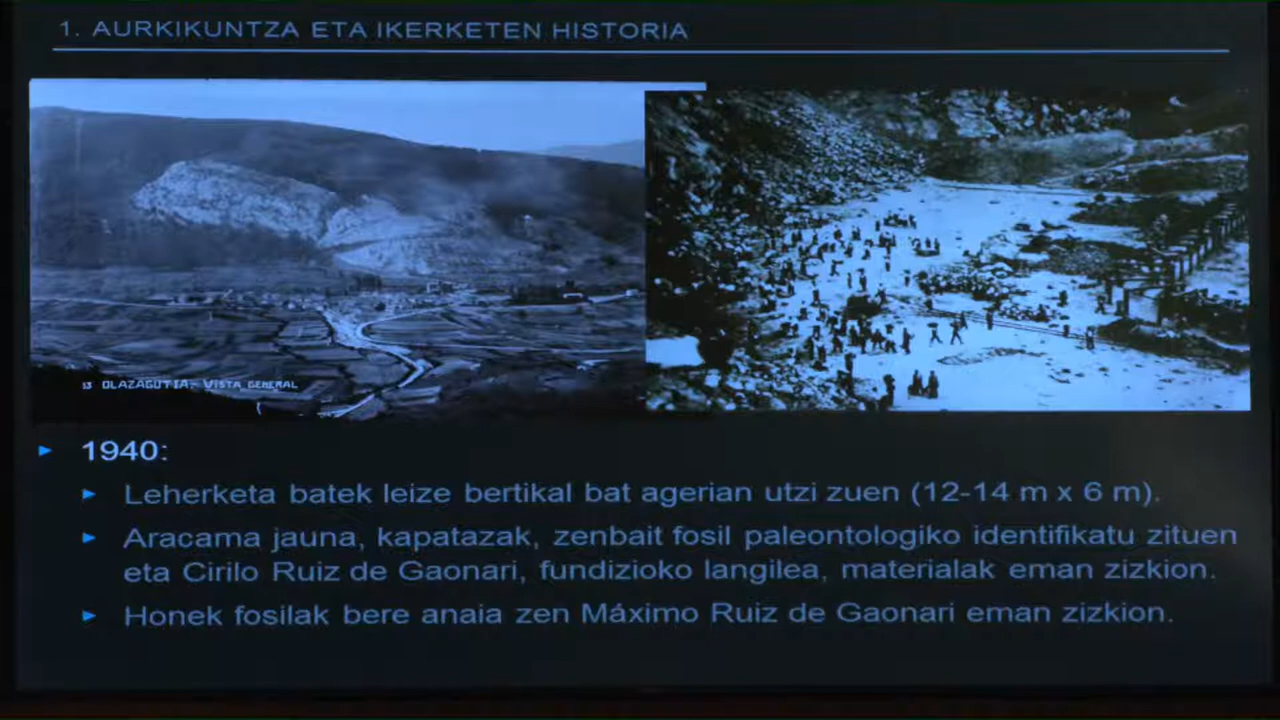 1. AURKIKUNTZA ETA IKERKETEN HISTORIA
13 OLAZAGUTIA.- VISTA GENERAL
1940:
Leherketa batek leize bertikal bat agerian utzi zuen (12-14 m x 6 m).
Aracama jauna, kapatazak, zenbait fosil paleontologiko identifikatu zituen
eta Cirilo Ruiz de Gaonari, fundizioko langilea, materialak eman zizkion.
Honek fosilak bere anaia zen Máximo Ruiz de Gaonari eman zizkion.